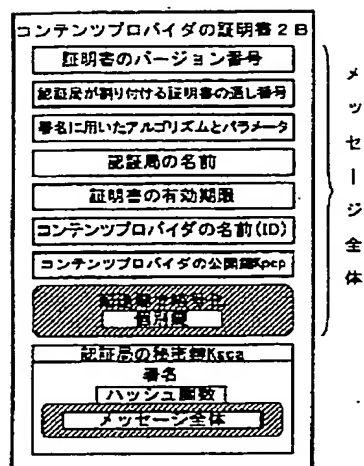 コンテンツプロバイダの証明書2B
証明書のバージョン番号
認証局が割り付ける証明書の通し番号
署名に用いたアルゴリズムとパラメータ
認証局の名前
証明書の有効期限
コンテンツプロバイダの名前(ID)
コンテンツプロバイダの公開鍵Kpcp
個別鍵
認証局の秘密鍵Ksca
署名
ハッシュ関数
メッセージ全体
メッセージ全体